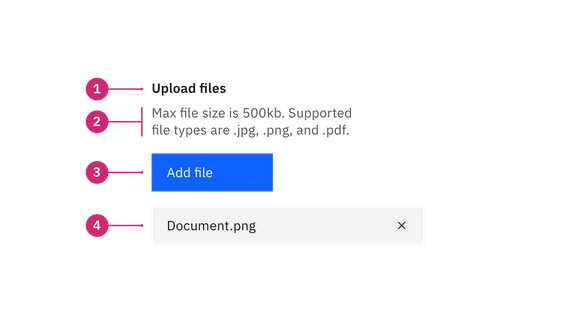 1 Upload files
2 Max file size is 500kb. Supported
file types are .jpg, .png, and .pdf.
3 Add file
4 Document.png ×